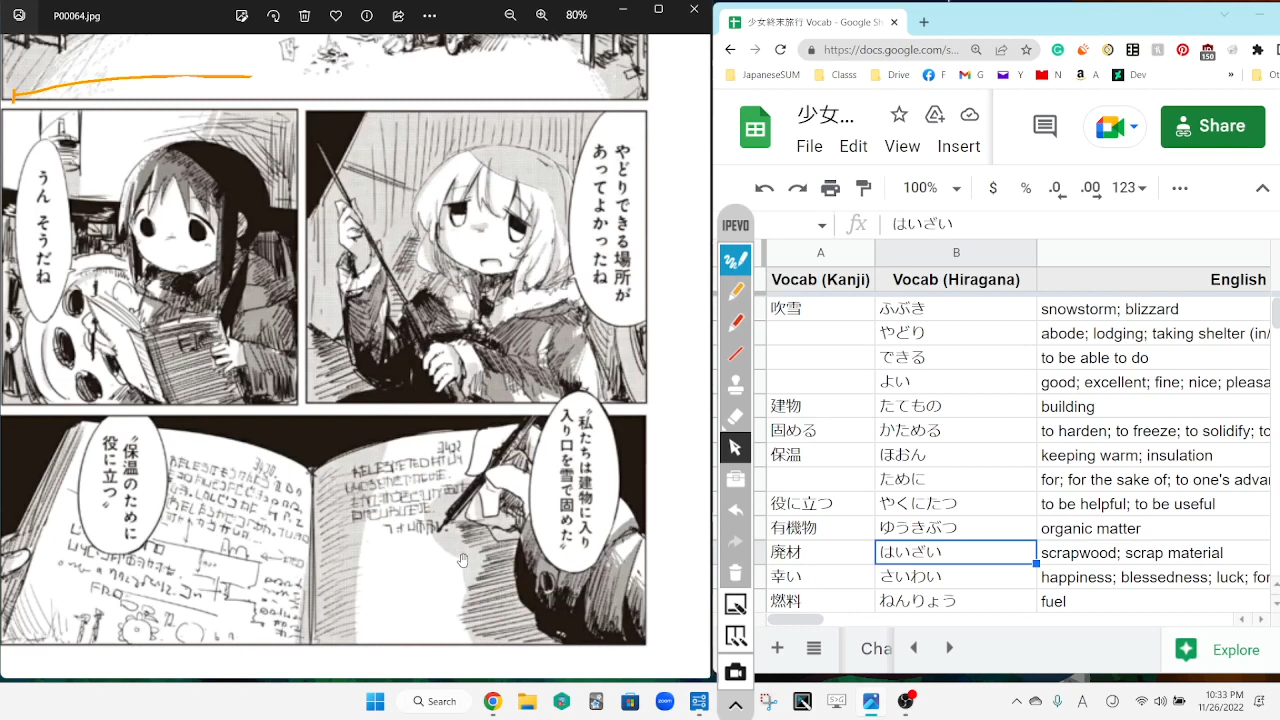 P00064.jpg
80%
やどりできる場所が
あってよかったね
うん そうだね
"私たちは建物に入り
入り口を雪で固めた"
"保温のために
役に立つ"
少女終末旅行 Vocab - Google Sh
https://docs.google.com/s...
150
JapaneseSUM
Classs
Drive
F
G
Y
N
A
Dev
»
Ot
少女...
File Edit View Insert
Share
100% $ % .0 .00 123
IPEVO
fx はいざい
A B
Vocab (Kanji) Vocab (Hiragana) English
吹雪 ふぶき snowstorm; blizzard
やどり abode; lodging; taking shelter (in/
できる to be able to do
よい good; excellent; fine; nice; pleasa
建物 たてもの building
固める かためる to harden; to freeze; to solidify; to
保温 ほおん keeping warm; insulation
ために for; for the sake of; to one's adva
役に立つ やくにたつ to be helpful; to be useful
有機物 ゆうきぶつ organic matter
廃材 はいざい scrapwood; scrap material
幸い さいわい happiness; blessedness; luck; for
燃料 ねんりょう fuel
Cha
Explore
Search
zoom
A
10:33 PM
11/26/2022